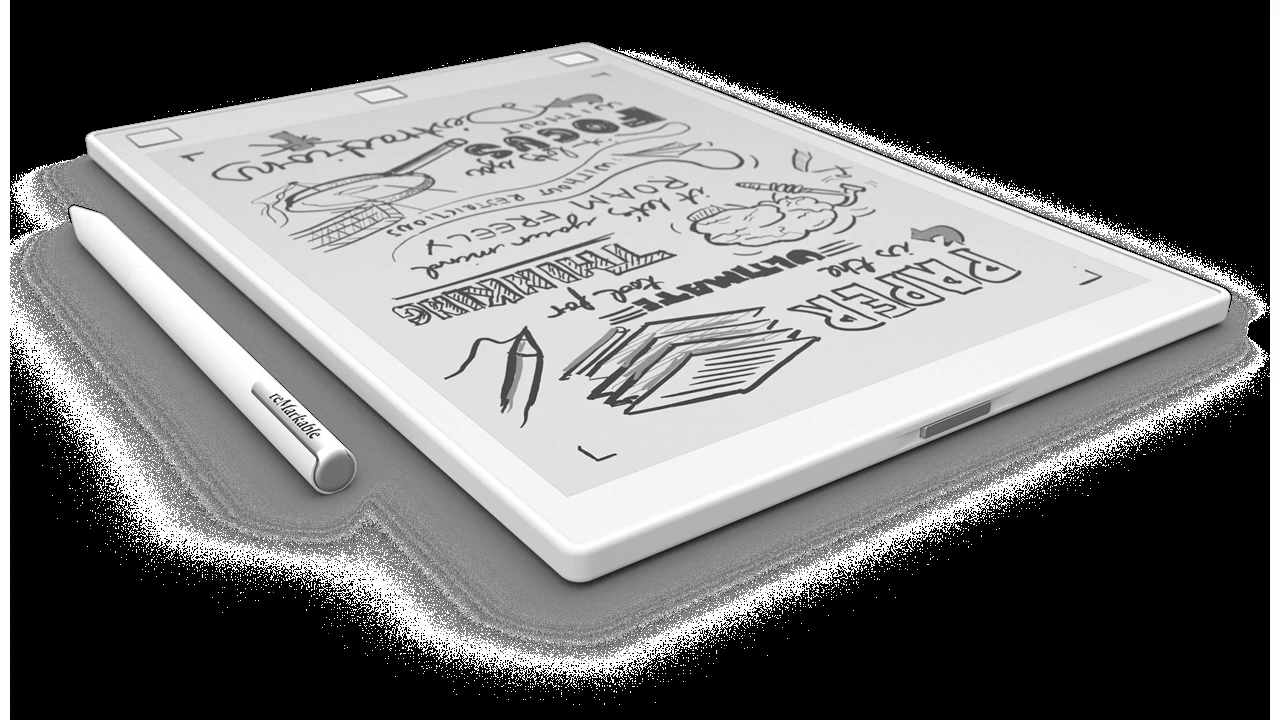 PAPER
is the
ULTIMATE
tool for
THINKING
it let's
your mind
ROAM
FREELY
WITHOUT
RESTRICTIONS
it lets you
FOCUS
WITHOUT
distractions
reMarkable